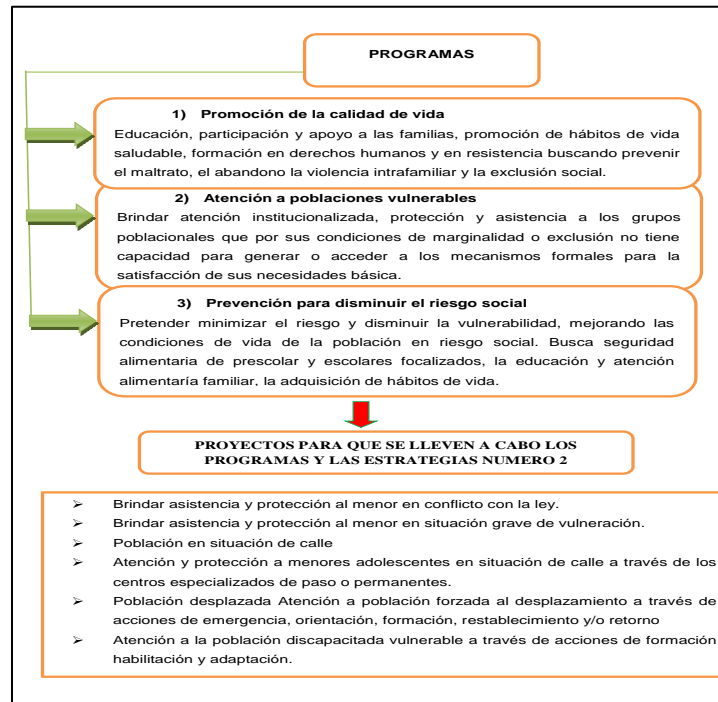 PROGRAMAS
1) Promoción de la calidad de vida
Educación, participación y apoyo a las familias, promoción de hábitos de vida
saludable, formación en derechos humanos y en resistencia buscando prevenir
el maltrato, el abandono la violencia intrafamiliar y la exclusión social.
2) Atención a poblaciones vulnerables
Brindar atención institucionalizada, protección y asistencia a los grupos
poblacionales que por sus condiciones de marginalidad o exclusión no tiene
capacidad para generar o acceder a los mecanismos formales para la
satisfacción de sus necesidades básica.
3) Prevención para disminuir el riesgo social
Pretender minimizar el riesgo y disminuir la vulnerabilidad, mejorando las
condiciones de vida de la población en riesgo social. Busca seguridad
alimentaria de prescolar y escolares focalizados, la educación y atención
alimentaría familiar, la adquisición de hábitos de vida.
PROYECTOS PARA QUE SE LLEVEN A CABO LOS
PROGRAMAS Y LAS ESTRATEGIAS NUMERO 2
➢ Brindar asistencia y protección al menor en conflicto con la ley.
➢ Brindar asistencia y protección al menor en situación grave de vulneración.
➢ Población en situación de calle
➢ Atención y protección a menores adolescentes en situación de calle a través de los
centros especializados de paso o permanentes.
➢ Población desplazada Atención a población forzada al desplazamiento a través de
acciones de emergencia, orientación, formación, restablecimiento y/o retorno
➢ Atención a la población discapacitada vulnerable a través de acciones de formación
habilitación y adaptación.